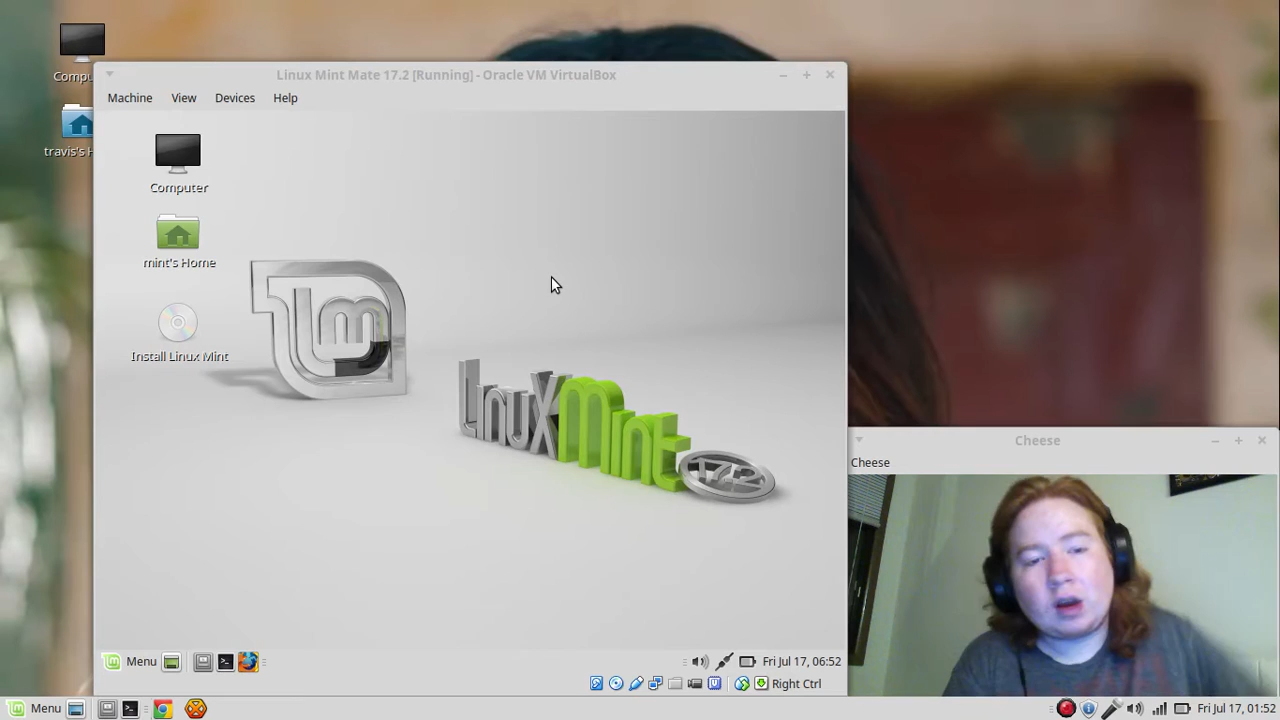 Compu
travis's H
Linux Mint Mate 17.2 [Running] - Oracle VM VirtualBox
Machine View Devices Help
Computer
mint's Home
Install Linux Mint
lm
LinuxMint
17.2
Menu
Fri Jul 17, 06:52
Right Ctrl
Cheese
Cheese
Menu
Fri Jul 17, 01:52